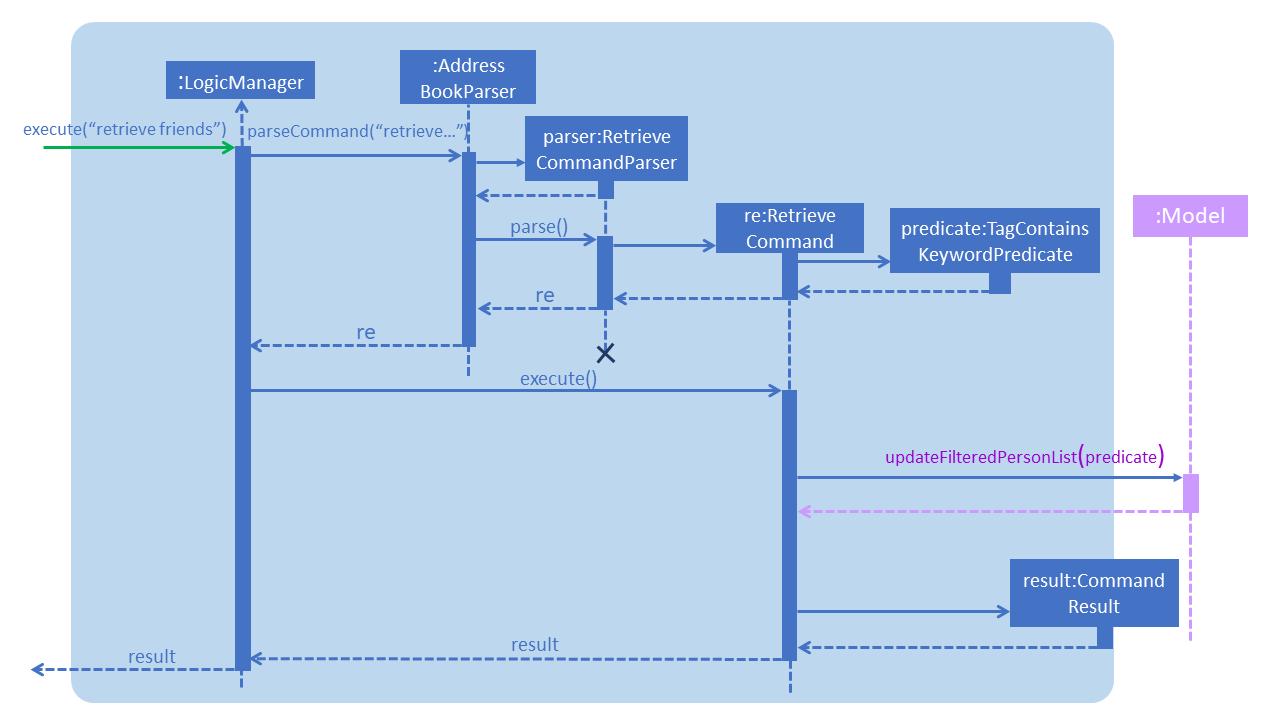 :Address
BookParser
:LogicManager
execute(“retrieve friends”)
parseCommand(“retrieve…”)
parser:Retrieve
CommandParser
re:Retrieve
Command
predicate:TagContains
KeywordPredicate
:Model
parse()
re
re
execute()
updateFilteredPersonList(predicate)
result:Command
Result
result
result